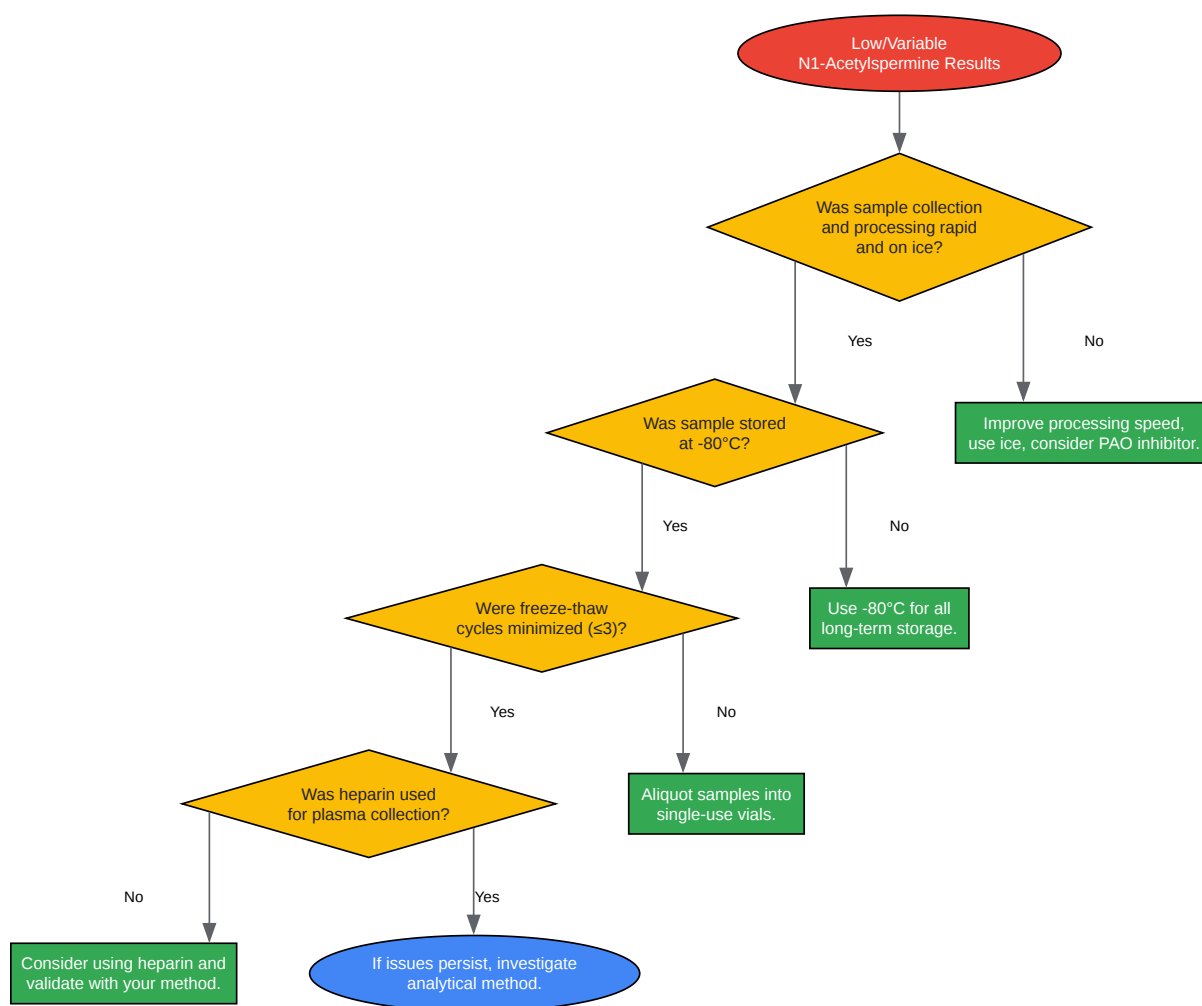 Low/Variable
N1-Acetylspermine Results
Was sample collection
and processing rapid
and on ice?
Yes
No
Was sample stored
at -80°C?
Improve processing speed,
use ice, consider PAO inhibitor.
Yes
No
Were freeze-thaw
cycles minimized (≤3)?
Use -80°C for all
long-term storage.
Yes
No
Was heparin used
for plasma collection?
Aliquot samples into
single-use vials.
No
Yes
Consider using heparin and
validate with your method.
If issues persist, investigate
analytical method.